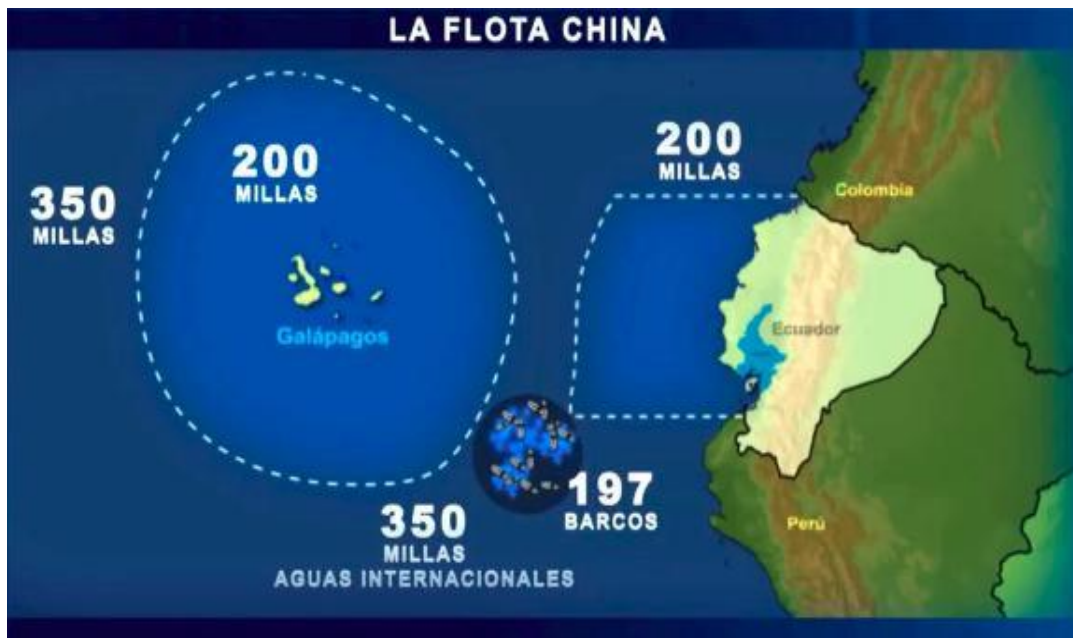 LA FLOTA CHINA
200
MILLAS
200
MILLAS
350
MILLAS
Colombia
Galápagos
Ecuador
197
BARCOS
350
MILLAS
AGUAS INTERNACIONALES
Perú